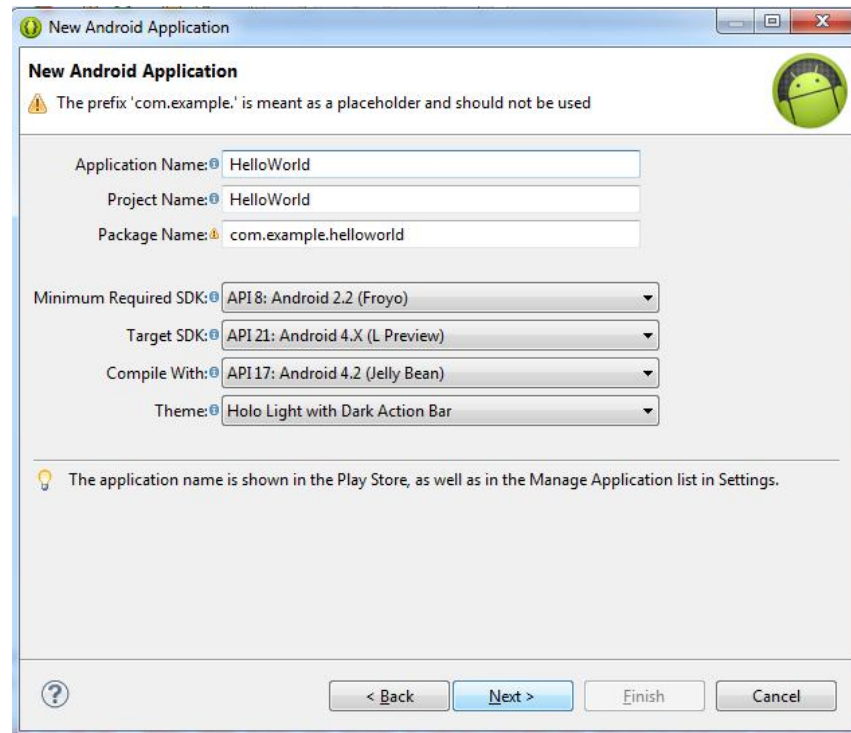 New Android Application
New Android Application
The prefix 'com.example.' is meant as a placeholder and should not be used
Application Name: HelloWorld
Project Name: HelloWorld
Package Name: com.example.helloworld
Minimum Required SDK: API 8: Android 2.2 (Froyo)
Target SDK: API 21: Android 4.X (L Preview)
Compile With: API 17: Android 4.2 (Jelly Bean)
Theme: Holo Light with Dark Action Bar
The application name is shown in the Play Store, as well as in the Manage Application list in Settings.
? < Back Next > Finish Cancel